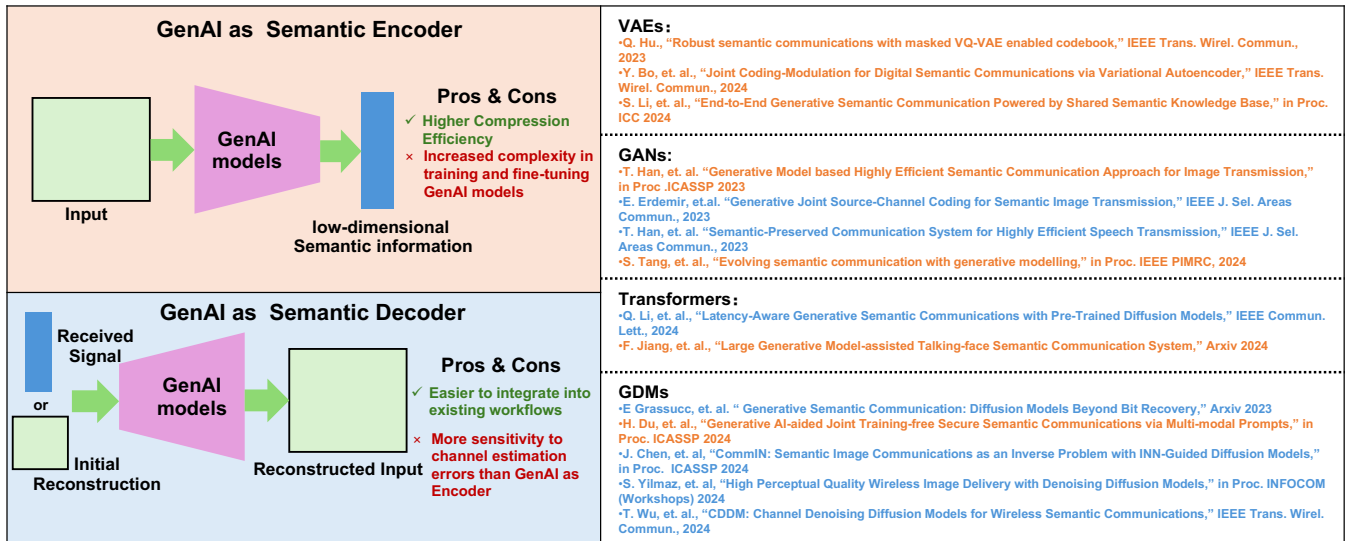 GenAI as Semantic Encoder
Input
GenAI
models
low-dimensional
Semantic information
Pros & Cons
✓ Higher Compression
Efficiency
× Increased complexity in
training and fine-tuning
GenAI models
GenAI as Semantic Decoder
Received
Signal
or
Initial
Reconstruction
GenAI
models
Reconstructed Input
Pros & Cons
✓ Easier to integrate into
existing workflows
× More sensitivity to
channel estimation
errors than GenAI as
Encoder
VAEs:
•Q. Hu., “Robust semantic communications with masked VQ-VAE enabled codebook,” IEEE Trans. Wirel. Commun.,
2023
•Y. Bo, et. al., “Joint Coding-Modulation for Digital Semantic Communications via Variational Autoencoder,” IEEE Trans.
Wirel. Commun., 2024
•S. Li, et. al., “End-to-End Generative Semantic Communication Powered by Shared Semantic Knowledge Base,” in Proc.
ICC 2024
GANs:
•T. Han, et. al. “Generative Model based Highly Efficient Semantic Communication Approach for Image Transmission,”
in Proc .ICASSP 2023
•E. Erdemir, et.al. “Generative Joint Source-Channel Coding for Semantic Image Transmission,” IEEE J. Sel. Areas
Commun., 2023
•T. Han, et. al. “Semantic-Preserved Communication System for Highly Efficient Speech Transmission,” IEEE J. Sel.
Areas Commun., 2023
•S. Tang, et. al., “Evolving semantic communication with generative modelling,” in Proc. IEEE PIMRC, 2024
Transformers:
•Q. Li, et. al., “Latency-Aware Generative Semantic Communications with Pre-Trained Diffusion Models,” IEEE Commun.
Lett., 2024
•F. Jiang, et. al., “Large Generative Model-assisted Talking-face Semantic Communication System,” Arxiv 2024
GDMs
•E Grassucc, et. al. “ Generative Semantic Communication: Diffusion Models Beyond Bit Recovery,” Arxiv 2023
•H. Du, et. al., “Generative AI-aided Joint Training-free Secure Semantic Communications via Multi-modal Prompts,” in
Proc. ICASSP 2024
•J. Chen, et. al, “CommIN: Semantic Image Communications as an Inverse Problem with INN-Guided Diffusion Models,”
in Proc. ICASSP 2024
•S. Yilmaz, et. al, “High Perceptual Quality Wireless Image Delivery with Denoising Diffusion Models,” in Proc. INFOCOM
(Workshops) 2024
•T. Wu, et. al., “CDDM: Channel Denoising Diffusion Models for Wireless Semantic Communications,” IEEE Trans. Wirel.
Commun., 2024